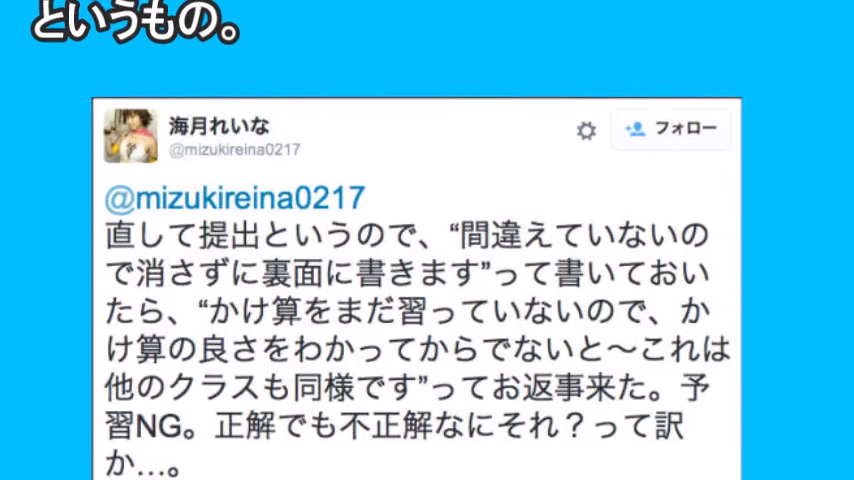 というもの。
海月れいな
@mizukireina0217
フォロー
@mizukireina0217
直して提出というので、“間違えていないの
で消さずに裏面に書きます”って書いておい
たら、“かけ算をまだ習っていないので、か
け算の良さをわかってからでないと〜これは
他のクラスも同様です”ってお返事来た。予
習NG。正解でも不正解なにそれ？って訳
か…。